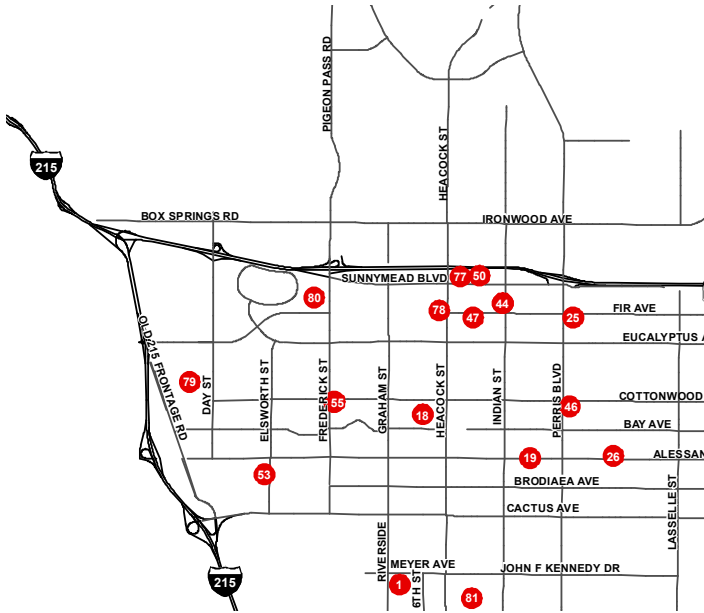 PIGEON PASS RD
HEACOCK ST
215
BOX SPRINGS RD
IRONWOOD AVE
SUNNYMEAD BLVD
77
50
80
78
44
47
25
FIR AVE
OLD 215 FRONTAGE RD
EUCALYPTUS A
79
DAY ST
ELSWORTH ST
FREDERICK ST
55
GRAHAM ST
18
HEACOCK ST
INDIAN ST
PERRIS BLVD
46
COTTONWOOD
BAY AVE
19
26
ALESSAN
53
BRODIAEA AVE
CACTUS AVE
LASSELLE ST
RIVERSIDE
MEYER AVE
JOHN F KENNEDY DR
215
1
6TH ST
81